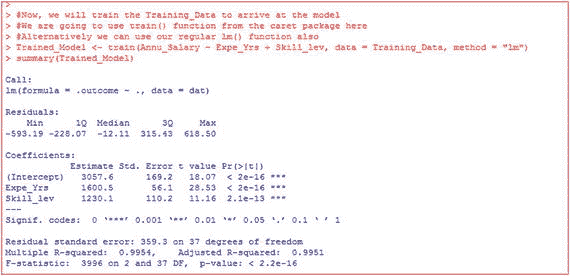 >
> #Now, we will train the Training_Data to arrive at the model
> #We are going to use train() function from the caret package here
> #Alternatively we can use our regular lm() function also
> Trained_Model <- train(Annu_Salary ~ Expe_Yrs + Skill_lev, data = Training_Data, method = "lm")
> summary(Trained_Model)
Call:
lm(formula = .outcome ~ ., data = dat)
Residuals:
Min 1Q Median 3Q Max
-593.19 -228.07 -12.11 315.43 618.50
Coefficients:
Estimate Std. Error t value Pr(>|t|)
(Intercept) 3057.6 169.2 18.07 < 2e-16 ***
Expe_Yrs 1600.5 56.1 28.53 < 2e-16 ***
Skill_lev 1230.1 110.2 11.16 2.1e-13 ***
---
Signif. codes: 0 ‘***’ 0.001 ‘**’ 0.01 ‘*’ 0.05 ‘.’ 0.1 ‘ ’ 1
Residual standard error: 359.3 on 37 degrees of freedom
Multiple R-squared: 0.9954, Adjusted R-squared: 0.9951
F-statistic: 3996 on 2 and 37 DF, p-value: < 2.2e-16